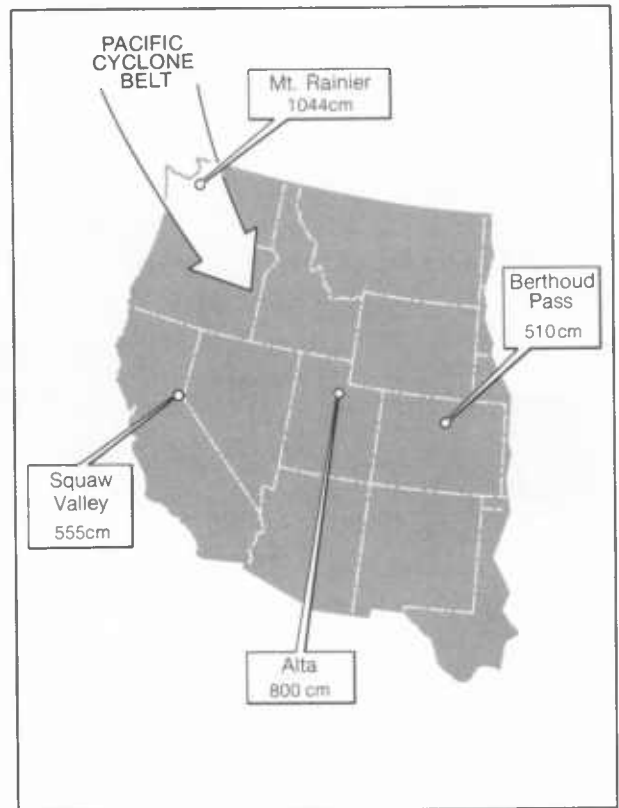 PACIFIC
CYCLONE
BELT
Mt. Rainier
1044cm
Berthoud
Pass
510cm
Squaw
Valley
555cm
Alta
800 cm